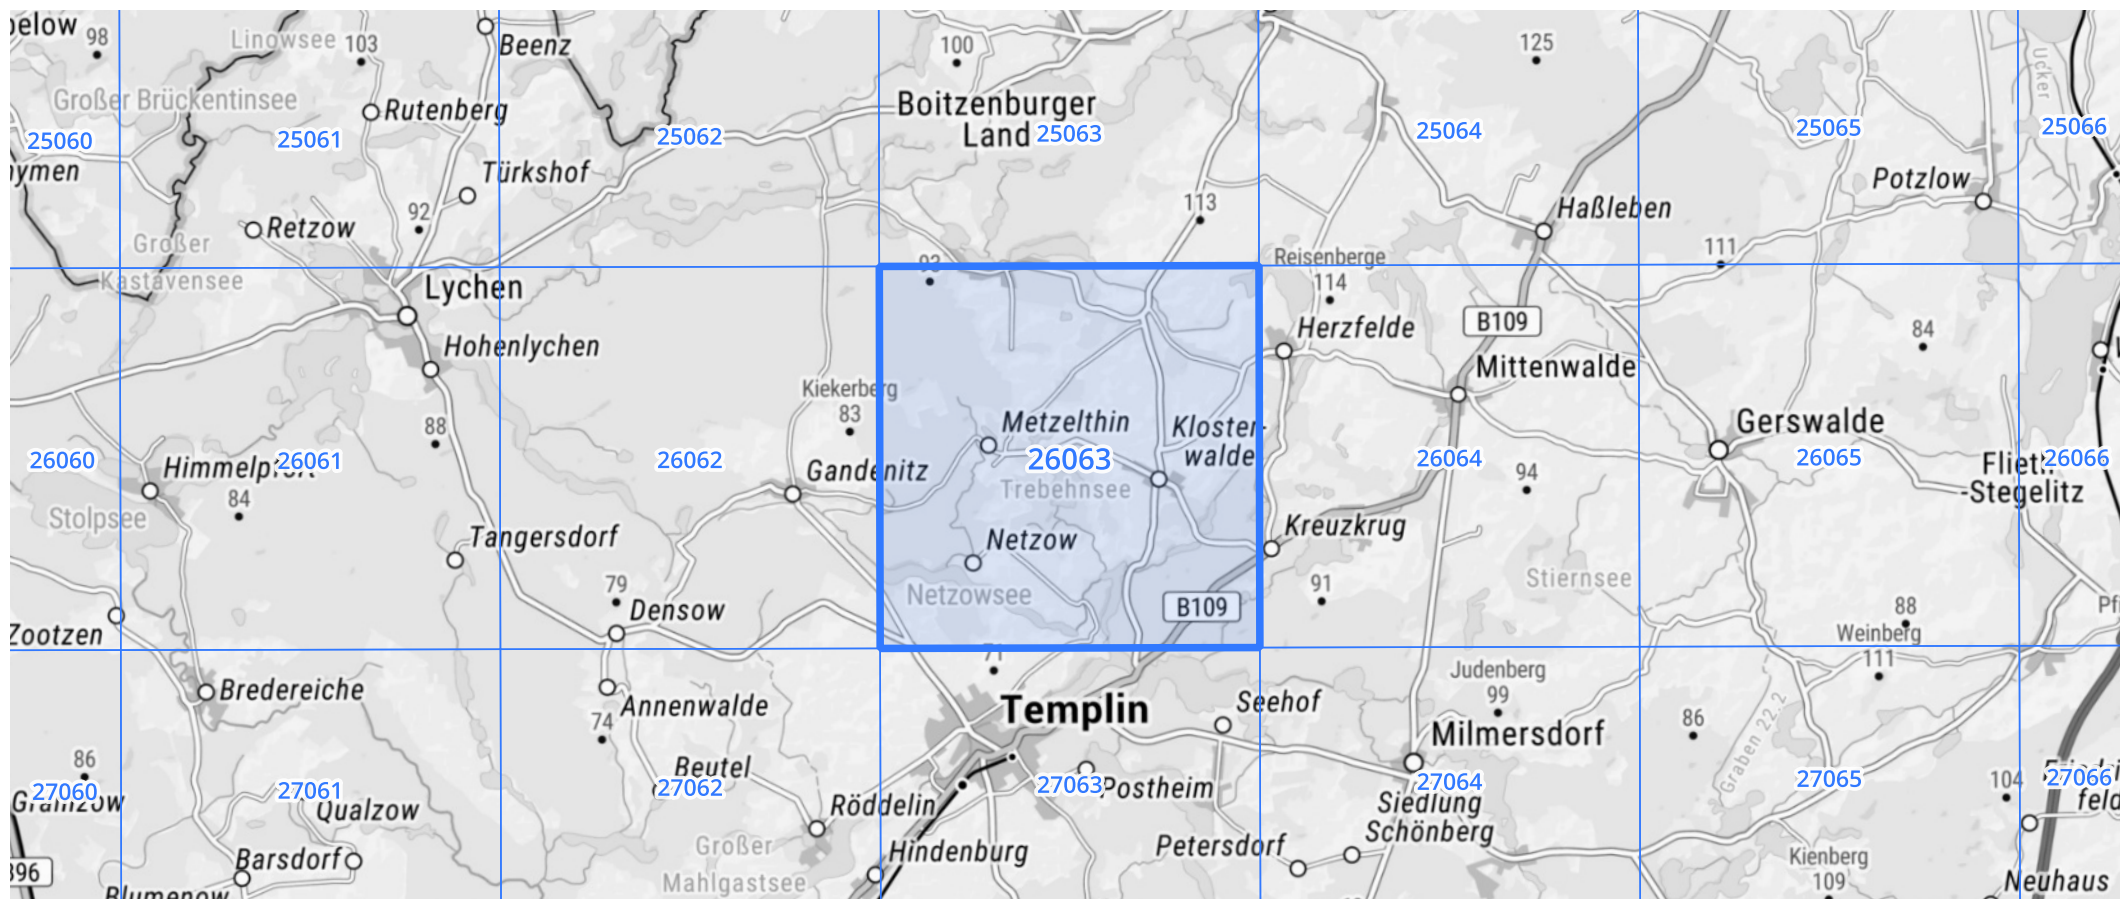 98
Linowsee
103
Beenz
100
125
Ucker
Großer Brückentinsee
Rutenberg
Boitzenburger
Land
25060
25061
25062
25063
25064
25065
25066
Türkshof
Potzlow
92
113
Haßleben
Retzow
Großer
Kastavensee
111
Reisenberge
114
93
Lychen
B109
Herzfelde
84
Hohenlychen
Mittenwalde
Kiekerberg
83
88
Metzelthin
Kloster-
walde
Gerswalde
26060
26061
26062
26063
26064
26065
26066
Himmelpfort
84
Gandenitz
94
Flieth
-Stegelitz
Stolpsee
Trebehnsee
Tangersdorf
Netzow
Kreuzkrug
Stiernsee
79
Densow
Netzowsee
B109
91
88
Weinberg
111
Zootzen
71
Judenberg
99
Bredereiche
Annenwalde
74
Templin
Seehof
Milmersdorf
86
Graben 22.2
86
Beutel
27060
27061
27062
27063
27064
27065
27066
104
Qualzow
Röddelin
Postheim
Siedlung
Schönberg
Großer
Mahlgastsee
Hindenburg
Petersdorf
Barsdorf
Kienberg
109
Neuhaus
Blumenow